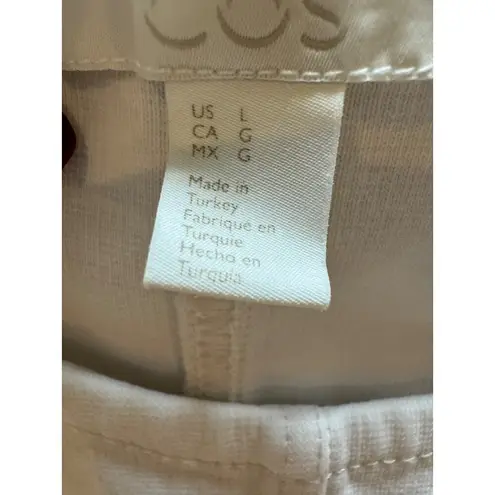 COS
US L
CA G
MX G
Made in
Turkey
Fabriqué en
Turquie
Hecho en
Turquía